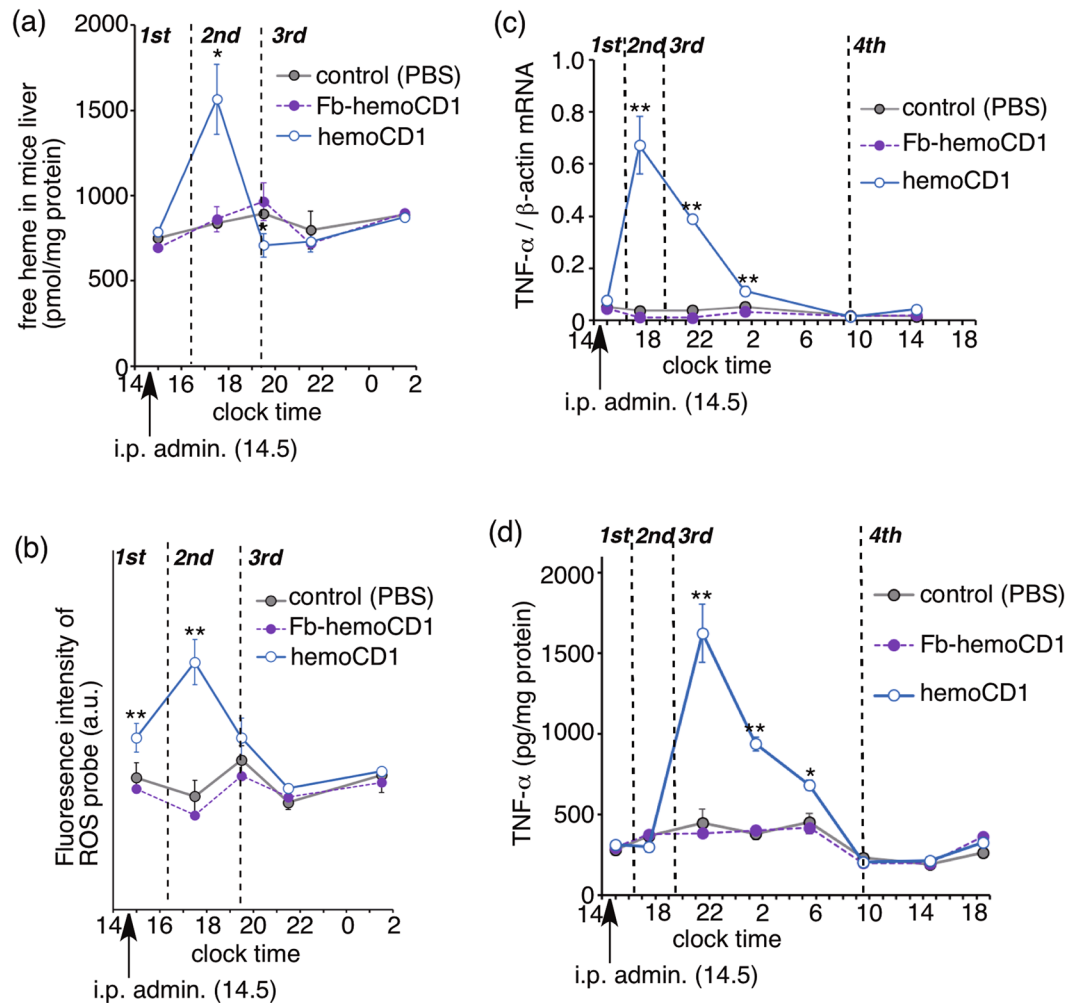 (a)
2000
1500
1000
500
0
free heme in mice liver
(pmol/mg protein)
1st 2nd 3rd
*
*
control (PBS)
Fb-hemoCD1
hemoCD1
14 16 18 20 22 0 2
clock time
i.p. admin. (14.5)
(c)
1st 2nd 3rd 4th
1.0
0.8
0.6
0.4
0.2
0
TNF-α / β-actin mRNA
**
**
**
control (PBS)
Fb-hemoCD1
hemoCD1
14 18 22 2 10 14 18
clock time
i.p. admin. (14.5)
(b)
1st 2nd 3rd
Fluoresence intensity of
ROS probe (a.u.)
**
**
control (PBS)
Fb-hemoCD1
hemoCD1
14 16 18 20 22 0 2
clock time
i.p. admin. (14.5)
(d)
1st 2nd 3rd 4th
2000
1500
1000
500
0
TNF-α (pg/mg protein)
**
**
*
control (PBS)
Fb-hemoCD1
hemoCD1
14 18 22 2 6 10 14 18
clock time
i.p. admin. (14.5)